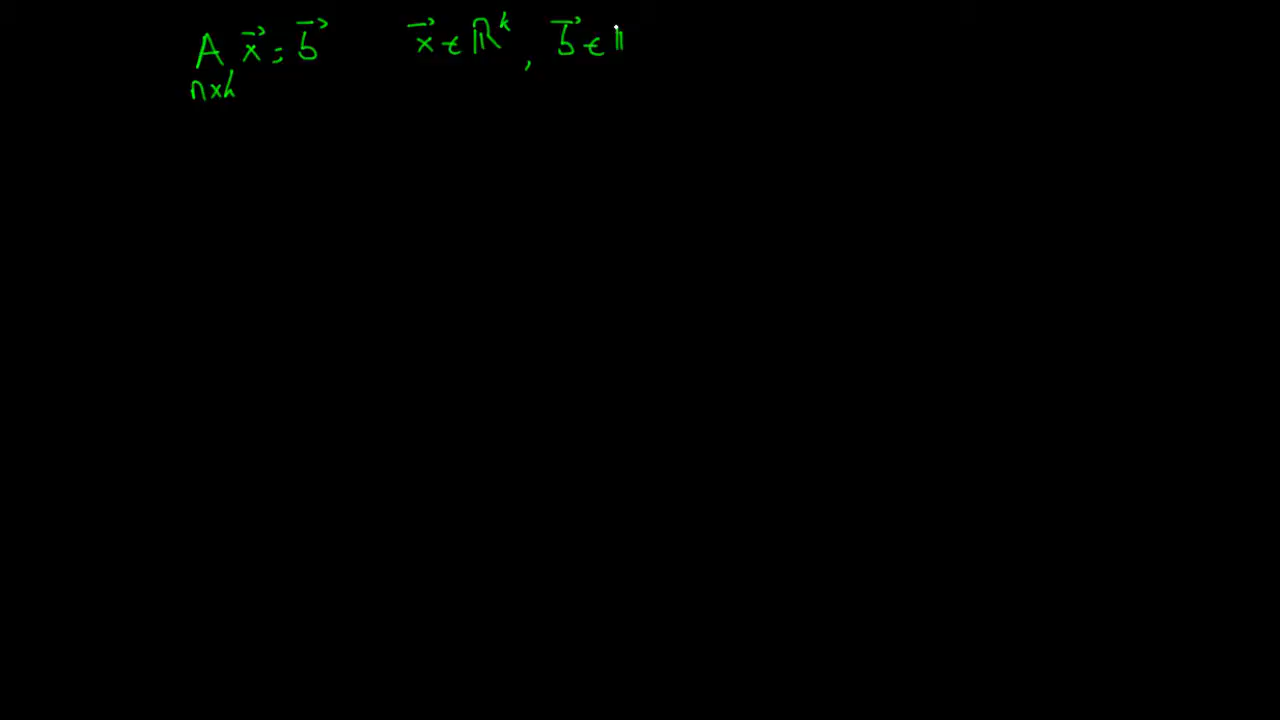 A x⃗ = b⃗ x⃗ ∈ ℝᵏ , b⃗ ∈
n×k